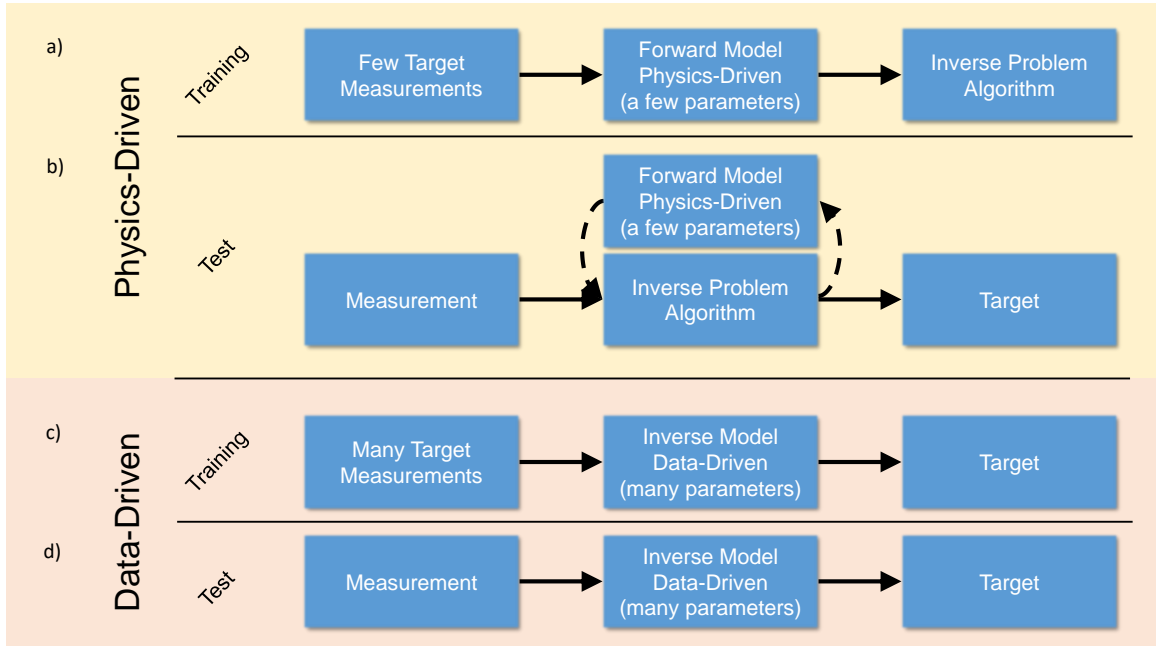 a)
Physics-Driven
Training
Few Target
Measurements
Forward Model
Physics-Driven
(a few parameters)
Inverse Problem
Algorithm
b)
Test
Forward Model
Physics-Driven
(a few parameters)
Measurement
Inverse Problem
Algorithm
Target
c)
Data-Driven
Training
Many Target
Measurements
Inverse Model
Data-Driven
(many parameters)
Target
d)
Test
Measurement
Inverse Model
Data-Driven
(many parameters)
Target